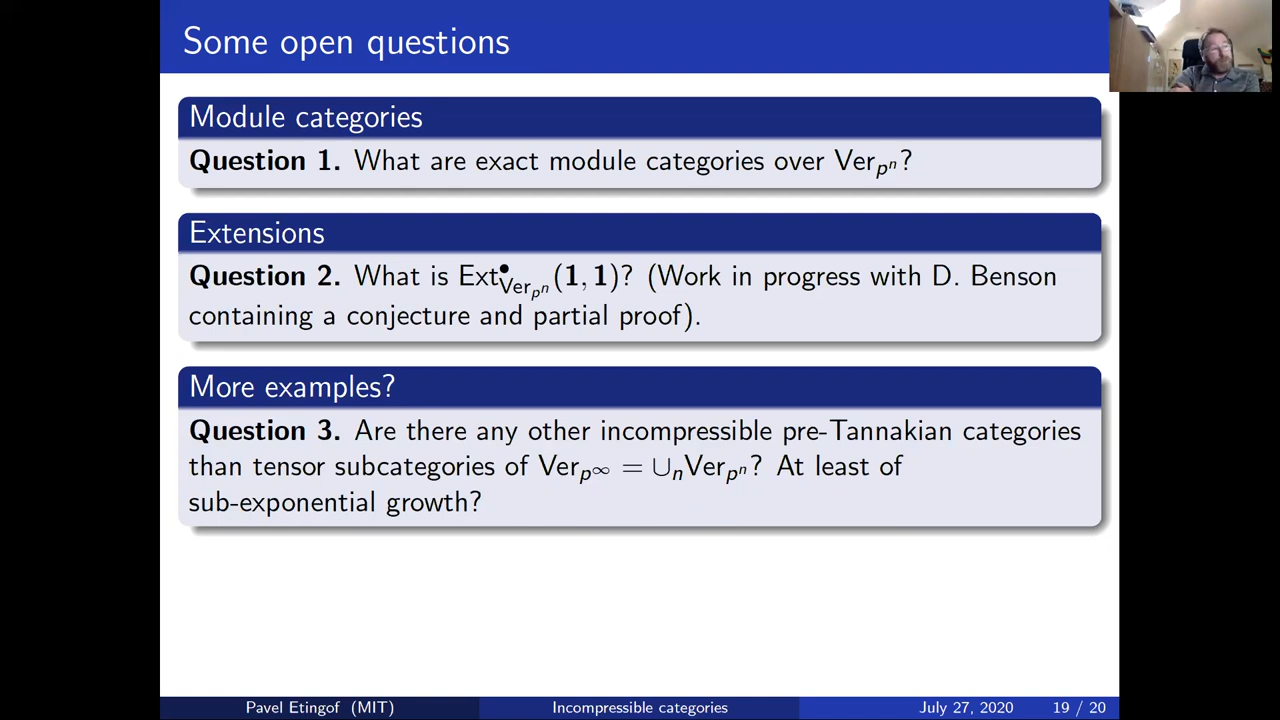 Some open questions
Module categories
Question 1. What are exact module categories over Ver_{p^n}?
Extensions
Question 2. What is Ext^•_{Ver_{p^n}}(1, 1)? (Work in progress with D. Benson
containing a conjecture and partial proof).
More examples?
Question 3. Are there any other incompressible pre-Tannakian categories
than tensor subcategories of Ver_{p^∞} = ∪_n Ver_{p^n}? At least of
sub-exponential growth?
Pavel Etingof (MIT) Incompressible categories July 27, 2020 19 / 20